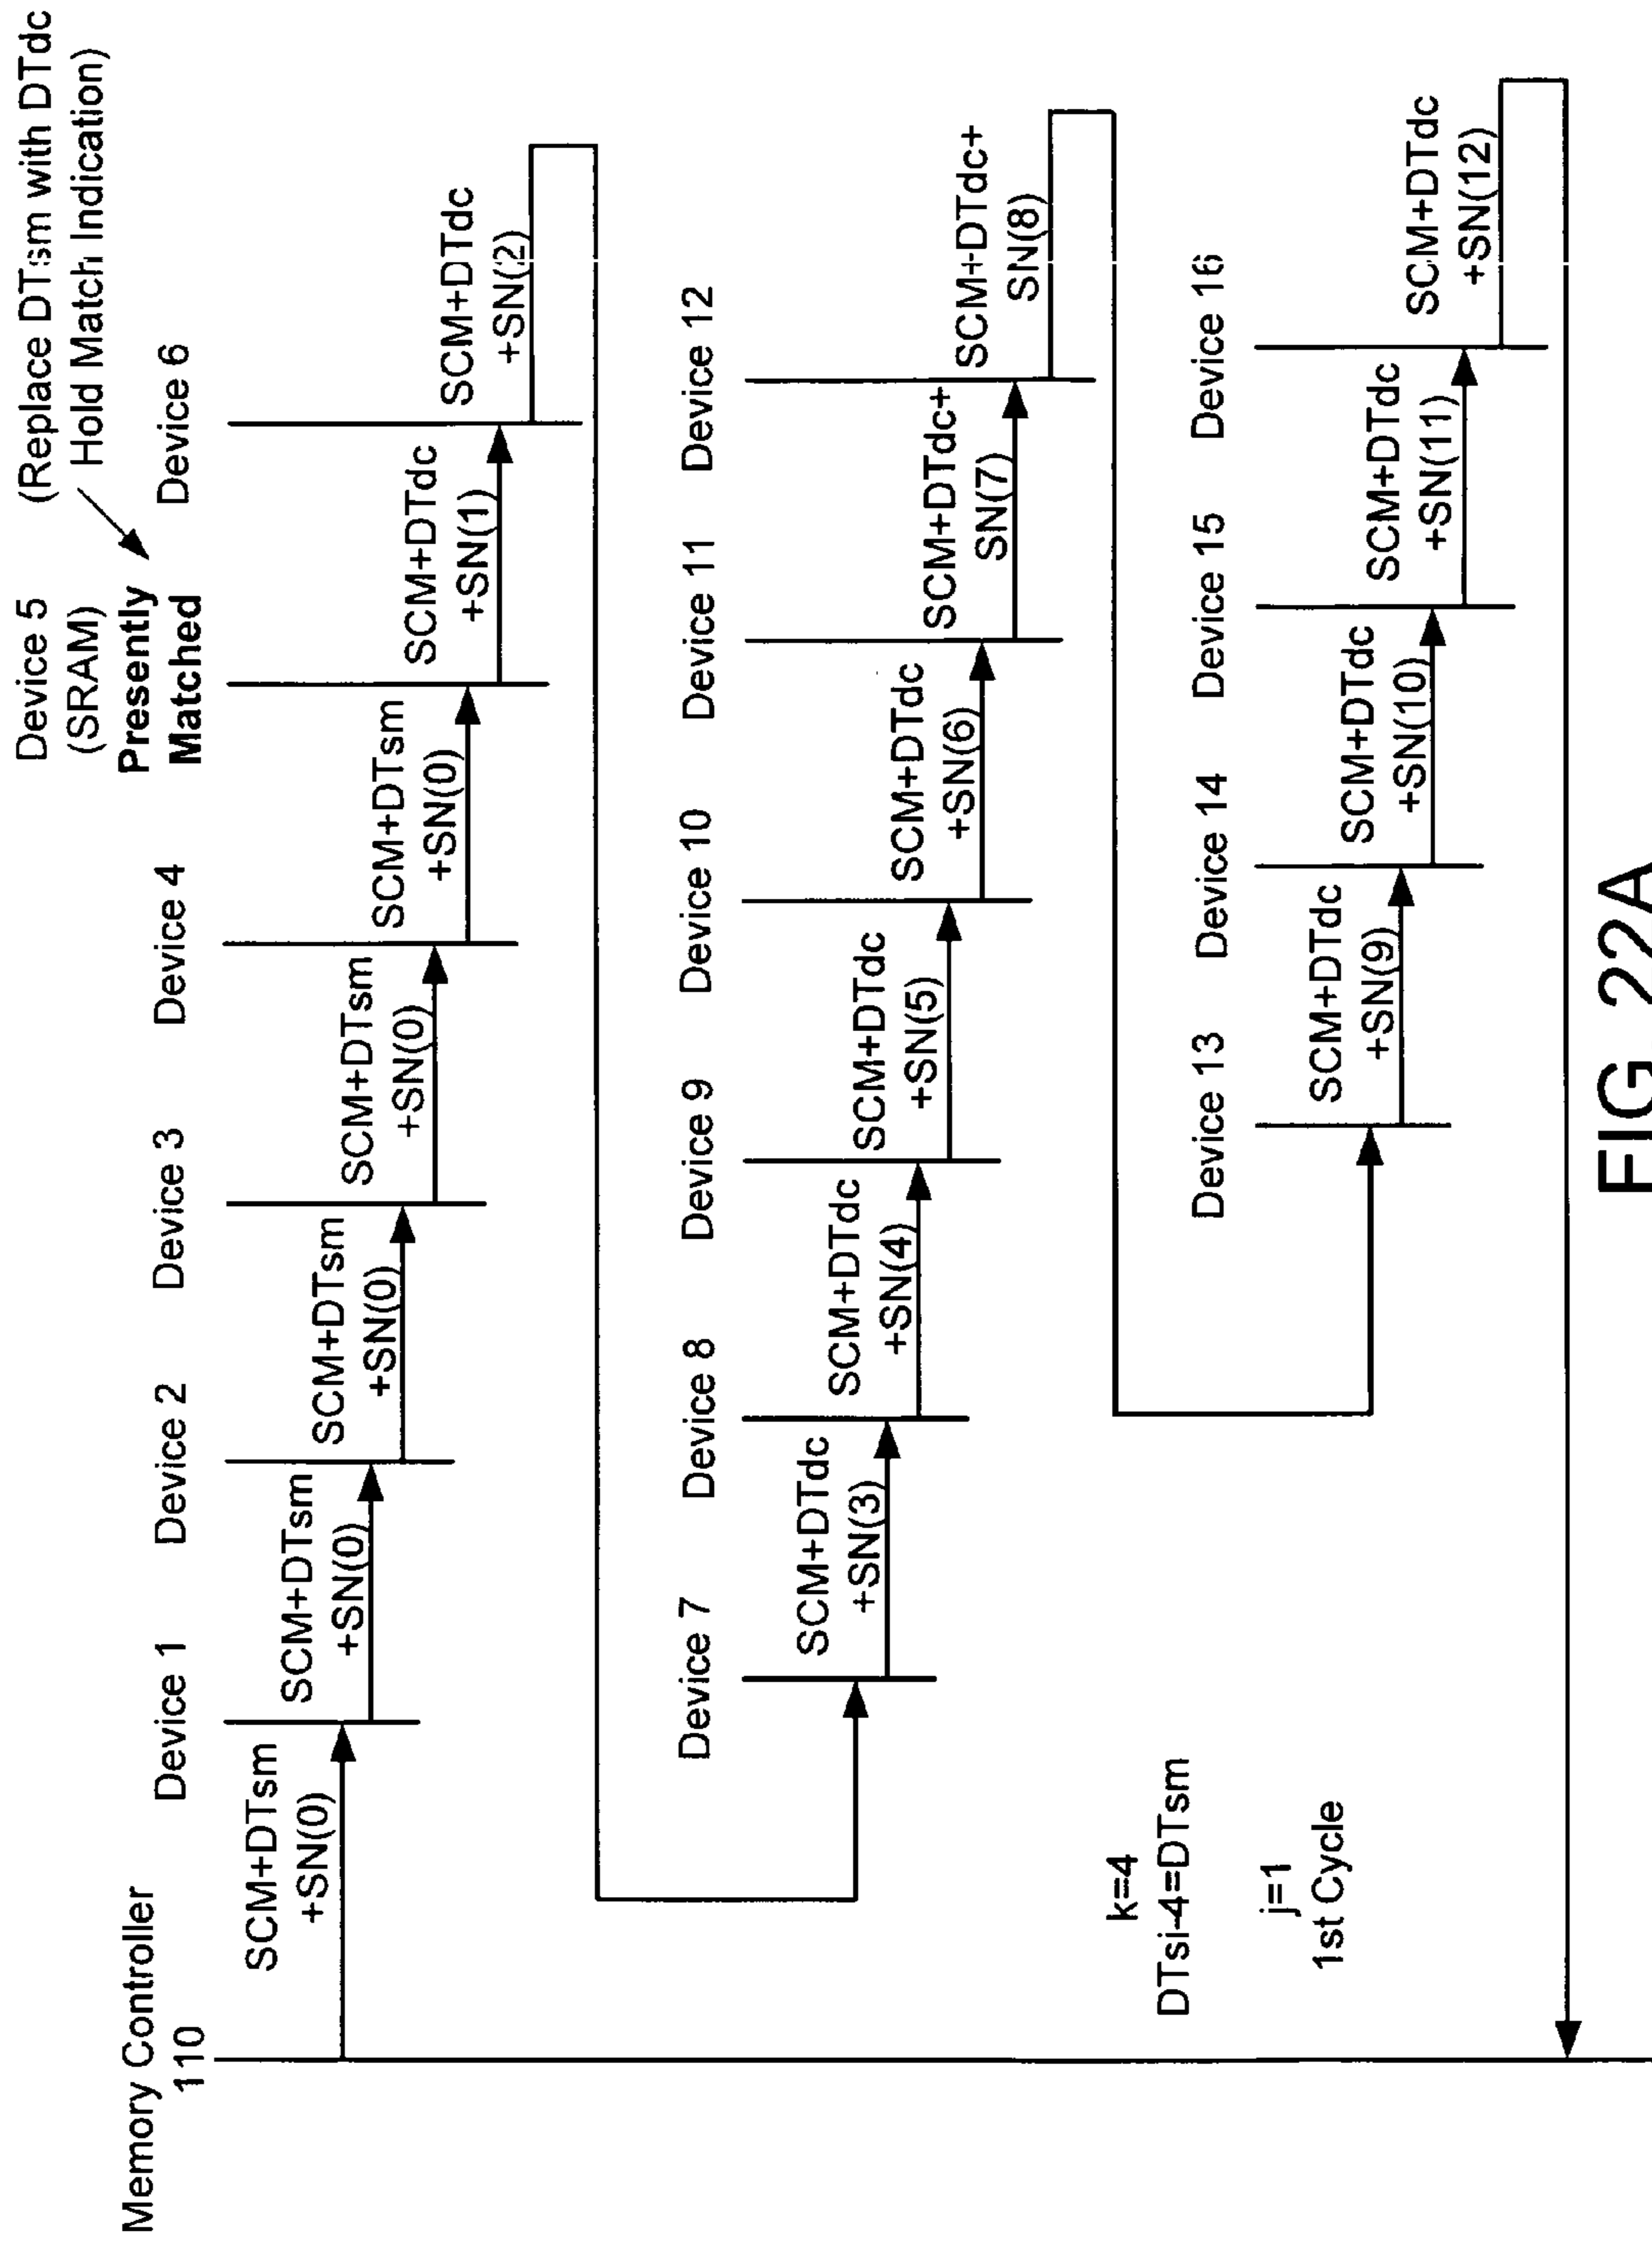 Memory Controller
110
Device 1
Device 2
Device 3
Device 4
Device 5
(SRAM)
Presently
Matched
(Replace DTsm with DTdc
Hold Match Indication)
Device 6
SCM+DTsm
+SN(0)
SCM+DTsm
+SN(0)
SCM+DTsm
+SN(0)
SCM+DTsm
+SN(0)
SCM+DTsm
+SN(0)
SCM+DTdc
+SN(1)
SCM+DTdc
+SN(2)
Device 7
Device 8
Device 9
Device 10
Device 11
Device 12
SCM+DTdc
+SN(3)
SCM+DTdc
+SN(4)
SCM+DTdc
+SN(5)
SCM+DTdc
+SN(6)
SCM+DTdc+
SN(7)
SCM+DTdc+
SN(8)
k=4
DTsi-4=DTsm
j=1
1st Cycle
Device 13
Device 14
Device 15
Device 16
SCM+DTdc
+SN(9)
SCM+DTdc
+SN(10)
SCM+DTdc
+SN(11)
SCM+DTdc
+SN(12)
FIG. 22A